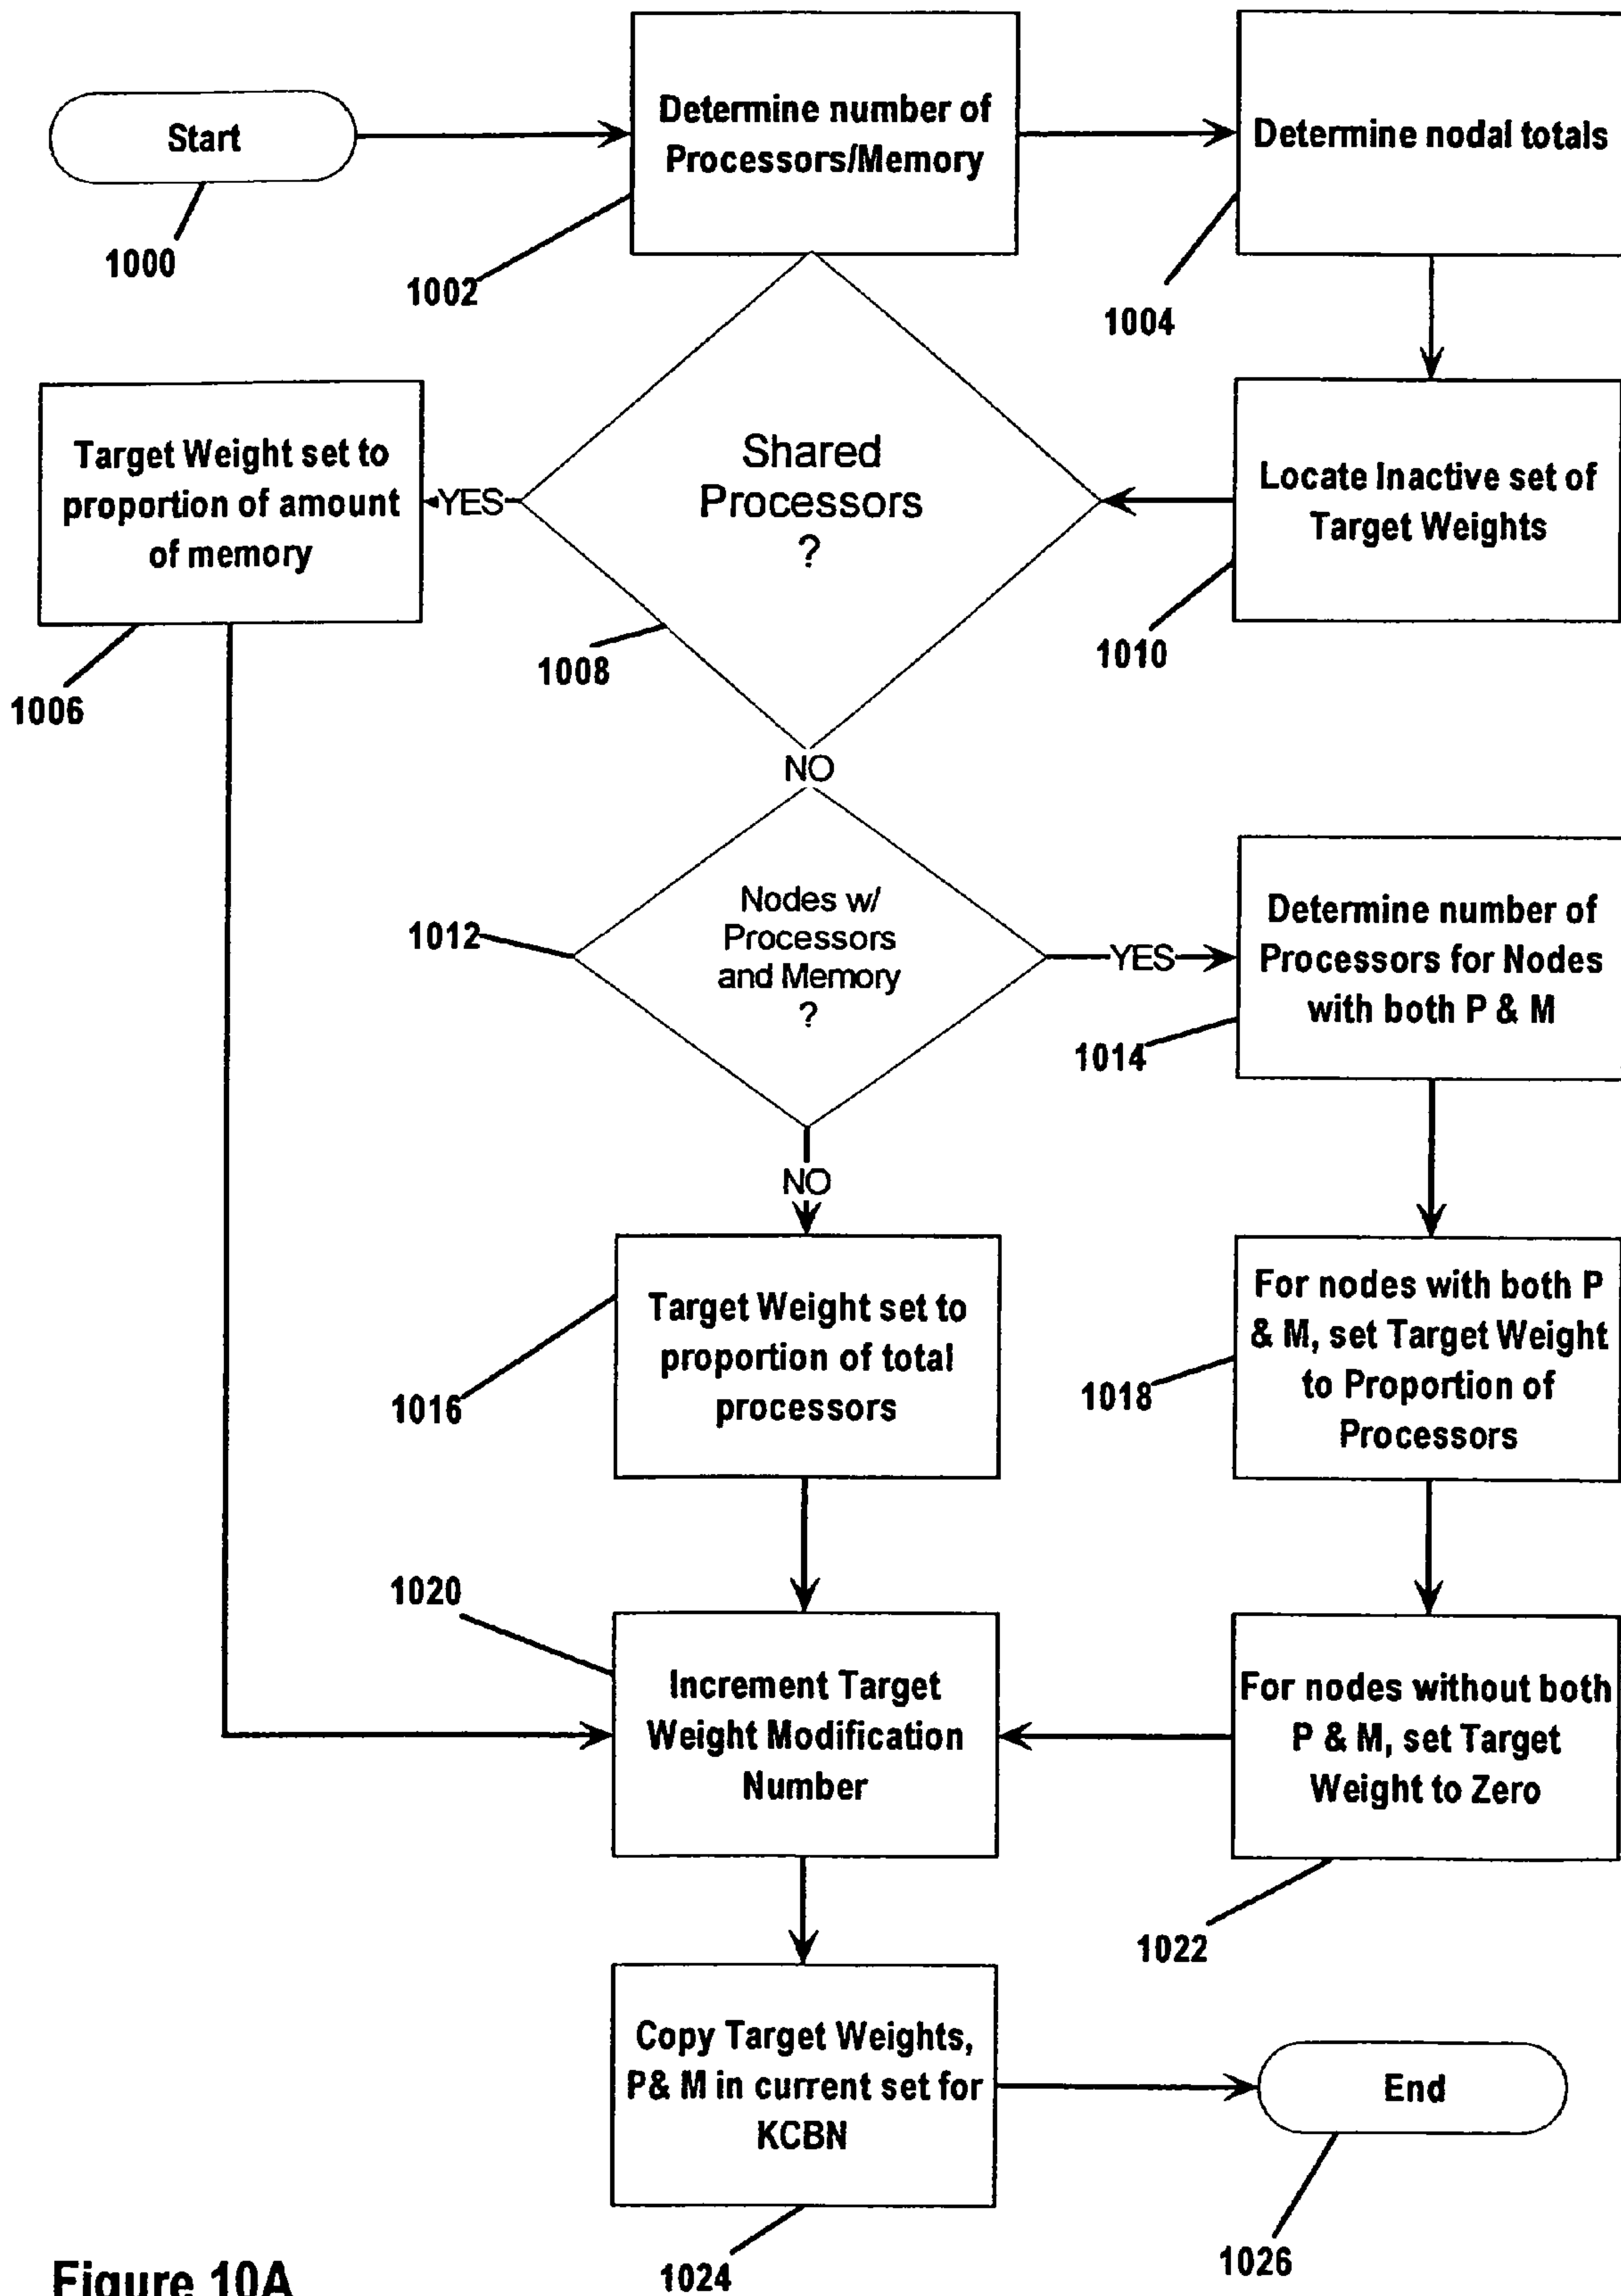 Start
1000
Determine number of
Processors/Memory
1002
Determine nodal totals
1004
Target Weight set to
proportion of amount
of memory
1006
YES
Shared
Processors
?
1008
Locate Inactive set of
Target Weights
1010
NO
1012
Nodes w/
Processors
and Memory
?
YES
Determine number of
Processors for Nodes
with both P & M
1014
NO
Target Weight set to
proportion of total
processors
1016
For nodes with both P
& M, set Target Weight
to Proportion of
Processors
1018
1020
Increment Target
Weight Modification
Number
For nodes without both
P & M, set Target
Weight to Zero
1022
Copy Target Weights,
P& M in current set for
KCBN
1024
End
1026
Figure 10A